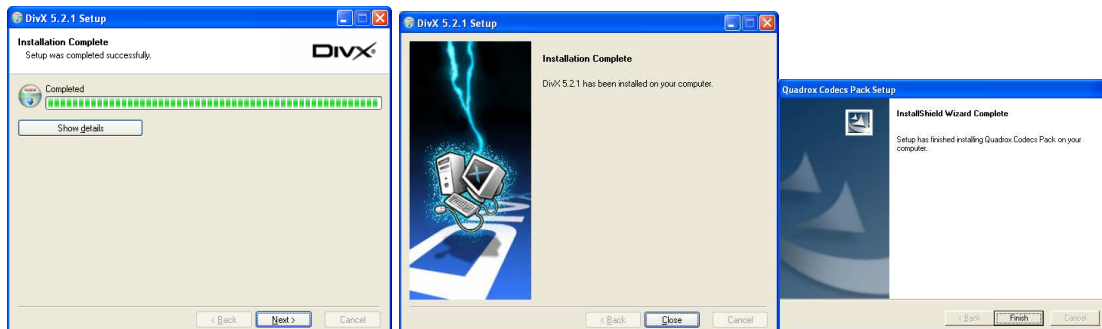 DivX 5.2.1 Setup
Installation Complete
Setup was completed successfully.
DIVX
Completed
Show details
< Back
Next >
Cancel
DivX 5.2.1 Setup
Installation Complete
DivX 5.2.1 has been installed on your computer.
< Back
Close
Cancel
Quadrox Codecs Pack Setup
InstallShield Wizard Complete
Setup has finished installing Quadrox Codecs Pack on your
computer.
< Back
Finish
Cancel